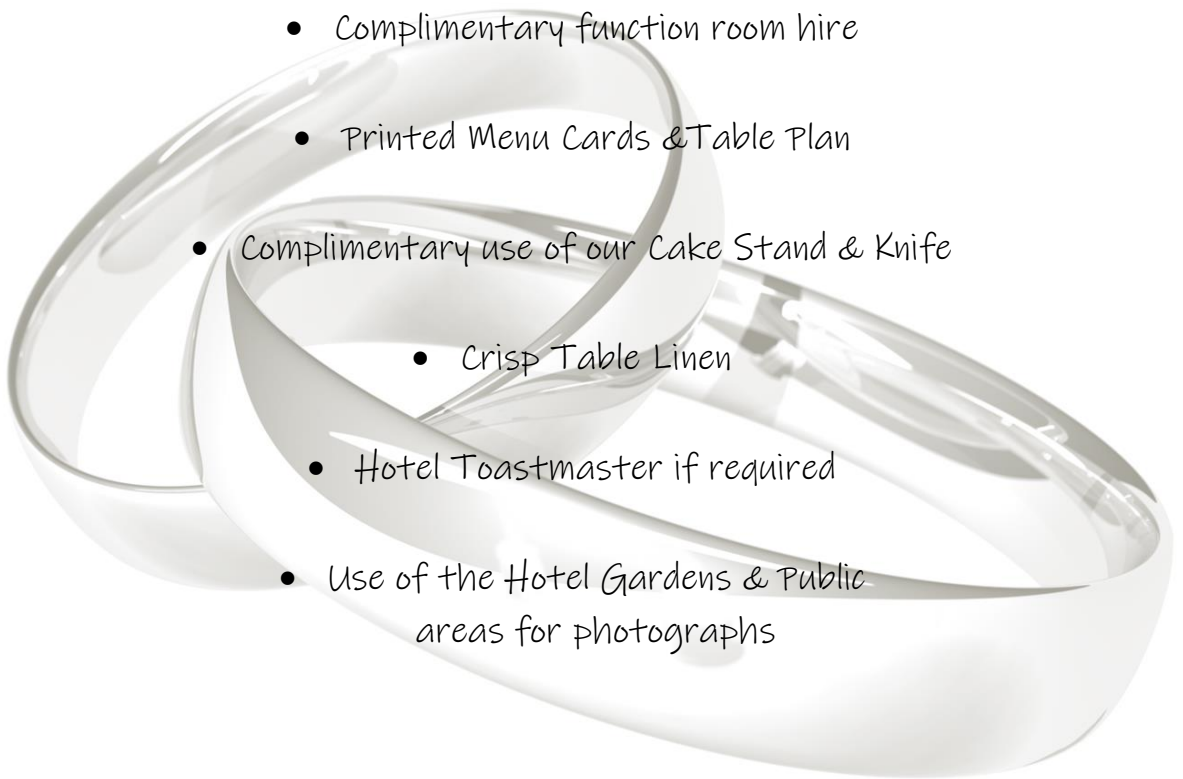 • Complimentary function room hire
• Printed Menu Cards &Table Plan
• Complimentary use of our Cake Stand & Knife
• Crisp Table Linen
• Hotel Toastmaster if required
• Use of the Hotel Gardens & Public
areas for photographs